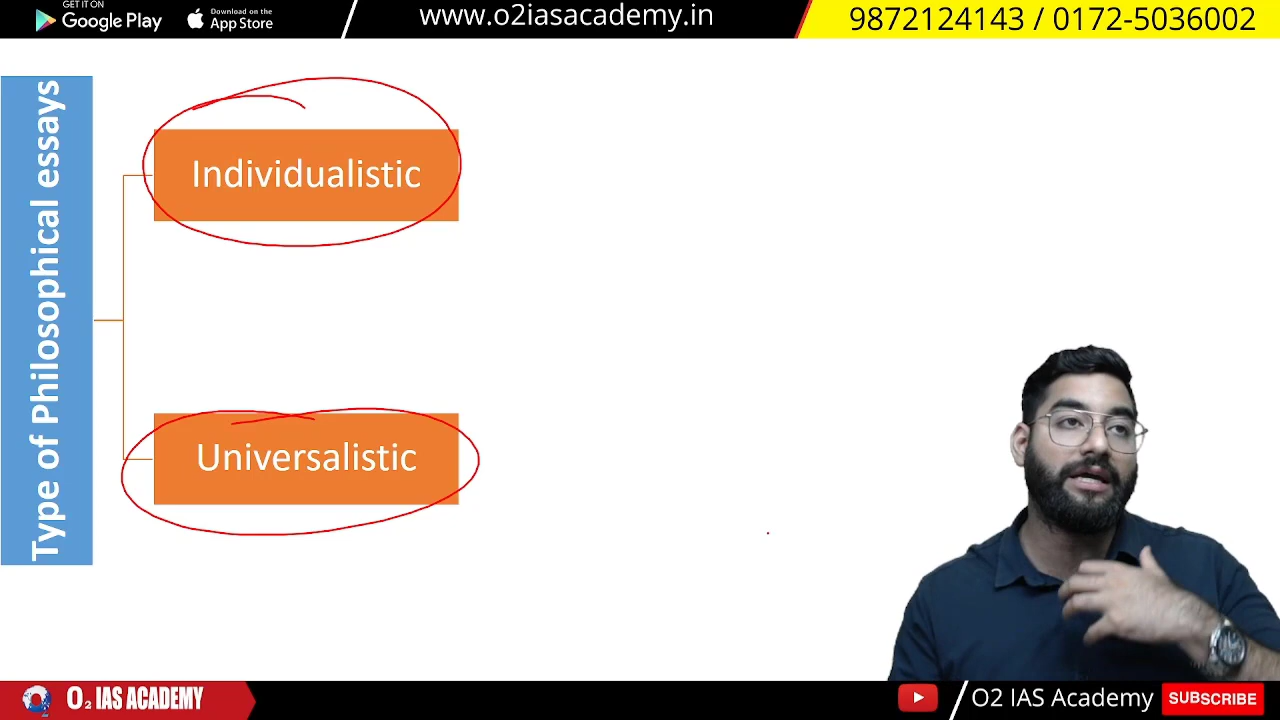 GET IT ON
Google Play
Download on the
App Store
www.o2iasacademy.in
9872124143 / 0172-5036002
Type of Philosophical essays
Individualistic
Universalistic
O₂ IAS ACADEMY
O2 IAS Academy
SUBSCRIBE